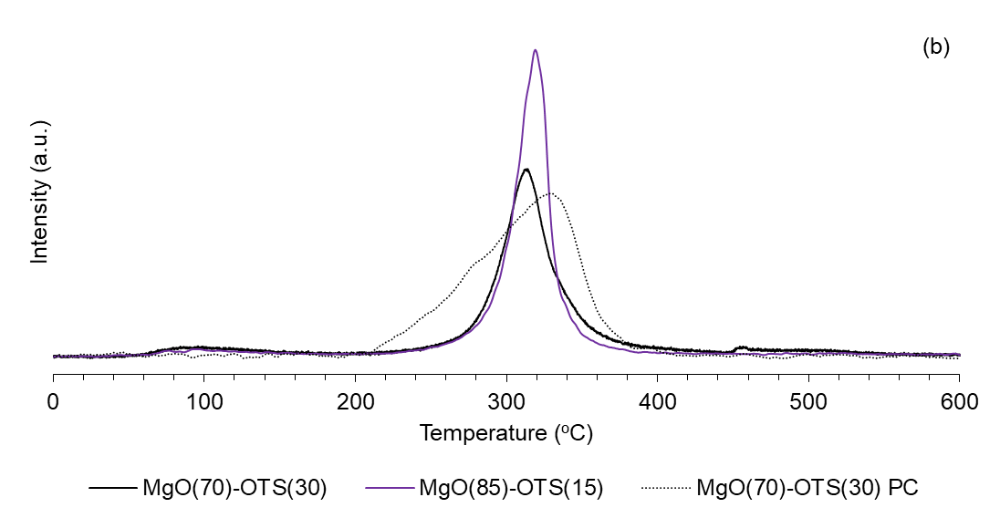 (b)
Intensity (a.u.)
0 100 200 300 400 500 600
Temperature (°C)
MgO(70)-OTS(30) MgO(85)-OTS(15) MgO(70)-OTS(30) PC